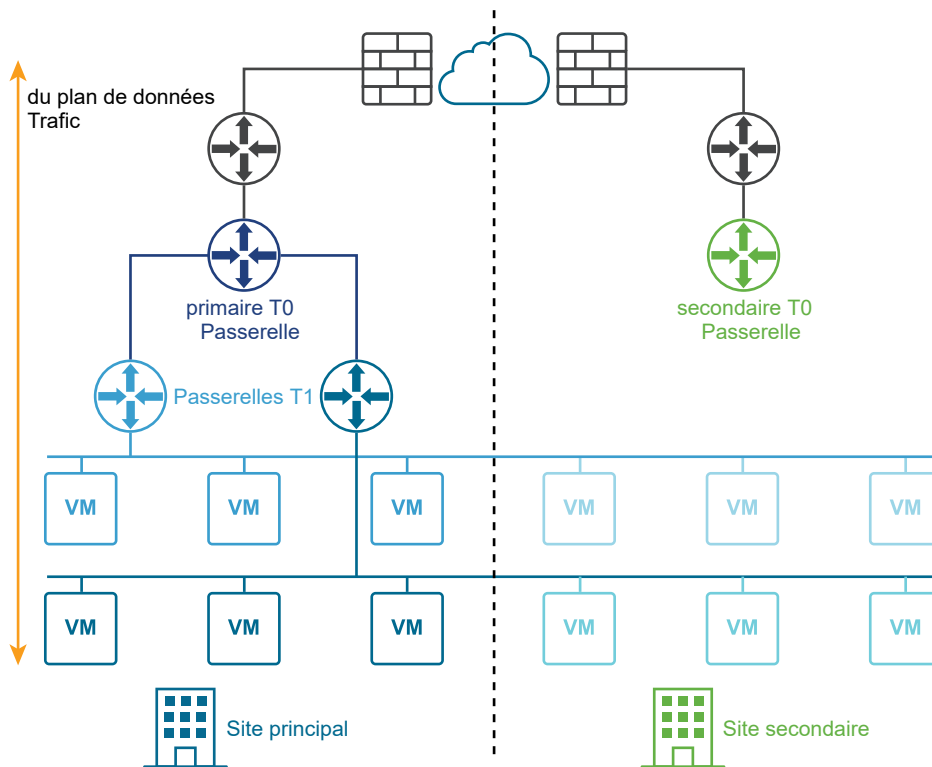 du plan de données
Trafic
primaire T0
Passerelle
secondaire T0
Passerelle
Passerelles T1
VM
VM
VM
VM
VM
VM
VM
VM
VM
VM
VM
VM
Site principal
Site secondaire